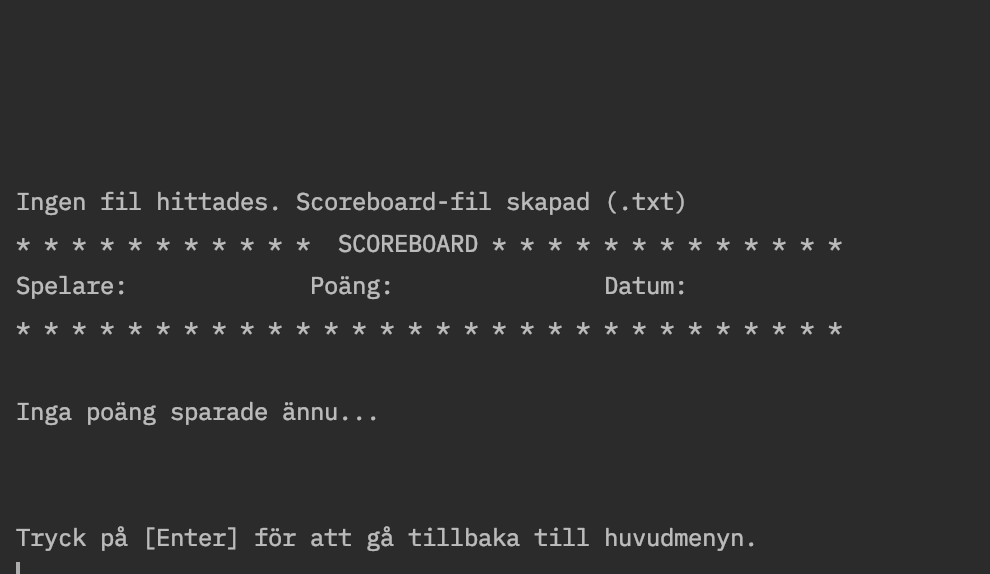 Ingen fil hittades. Scoreboard-fil skapad (.txt)
* * * * * * * * * * *  SCOREBOARD * * * * * * * * * * * * *
Spelare:             Poäng:               Datum:
* * * * * * * * * * * * * * * * * * * * * * * * * * * * * *
Inga poäng sparade ännu...
Tryck på [Enter] för att gå tillbaka till huvudmenyn.